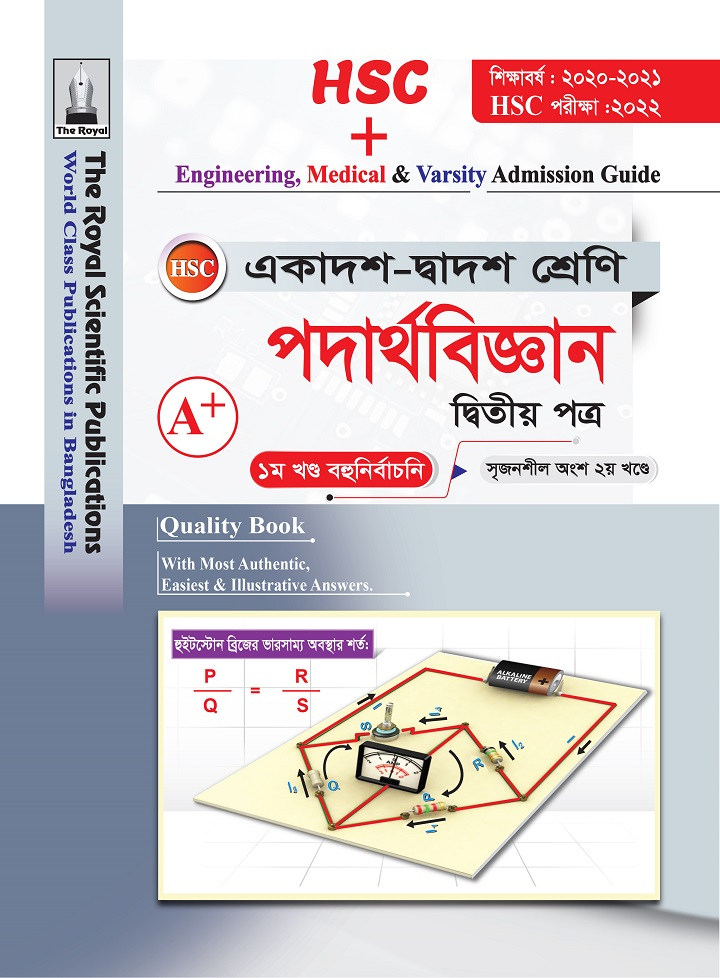 The Royal
The Royal Scientific Publications
World Class Publications in Bangladesh
HSC
+
শিক্ষাবর্ষ : ২০২০-২০২১
HSC পরীক্ষা :২০২২
Engineering, Medical & Varsity Admission Guide
HSC
একাদশ-দ্বাদশ শ্রেণি
পদার্থবিজ্ঞান
দ্বিতীয় পত্র
A+
১ম খণ্ড বহুনির্বাচনি
সৃজনশীল অংশ ২য় খণ্ডে
Quality Book
With Most Authentic,
Easiest & Illustrative Answers.
হুইটস্টোন ব্রিজের ভারসাম্য অবস্থার শর্ত:
P/Q = R/S
ALKALINE
BATTERY
+
S
R
Q
P
I₂